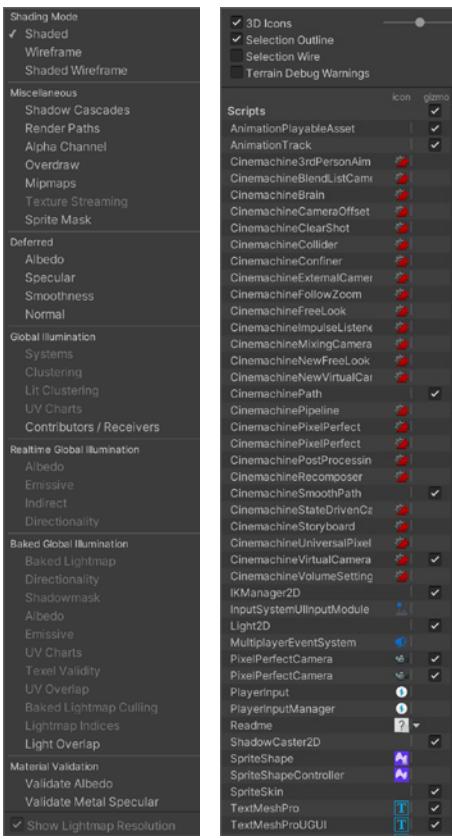 Shading Mode
Shaded
Wireframe
Shaded Wireframe
Miscellaneous
Shadow Cascades
Render Paths
Alpha Channel
Overdraw
Mipmaps
Texture Streaming
Sprite Mask
Deferred
Albedo
Specular
Smoothness
Normal
Global Illumination
Systems
Clustering
Lit Clustering
UV Charts
Contributors / Receivers
Realtime Global Illumination
Albedo
Emissive
Indirect
Directionality
Baked Global Illumination
Baked Lightmap
Directionality
Shadowmask
Albedo
Emissive
UV Charts
Texel Validity
UV Overlap
Baked Lightmap Culling
Lightmap Indices
Light Overlap
Material Validation
Validate Albedo
Validate Metal Specular
Show Lightmap Resolution
3D Icons
Selection Outline
Selection Wire
Terrain Debug Warnings
icon gizmo
Scripts
AnimationPlayableAsset
AnimationTrack
Cinemachine3rdPersonAim
CinemachineBlendListCam
CinemachineBrain
CinemachineCameraOffset
CinemachineClearShot
CinemachineCollider
CinemachineConfiner
CinemachineExternalCamer
CinemachineFollowZoom
CinemachineFreeLook
CinemachineImpulseListene
CinemachineMixingCamera
CinemachineNewFreeLook
CinemachineNewVirtualCa
CinemachinePath
CinemachinePipeline
CinemachinePixelPerfect
CinemachinePixelPerfect
CinemachinePostProcessin
CinemachineRecomposer
CinemachineSmoothPath
CinemachineStateDrivenCa
CinemachineStoryboard
CinemachineUniversalPixel
CinemachineVirtualCamera
CinemachineVolumeSetting
IKManager2D
InputSystemUIInputModule
Light2D
MultiplayerEventSystem
PixelPerfectCamera
PixelPerfectCamera
PlayerInput
PlayerInputManager
Readme
ShadowCaster2D
SpriteShape
SpriteShapeController
SpriteSkin
TextMeshPro
TextMeshProUGUI